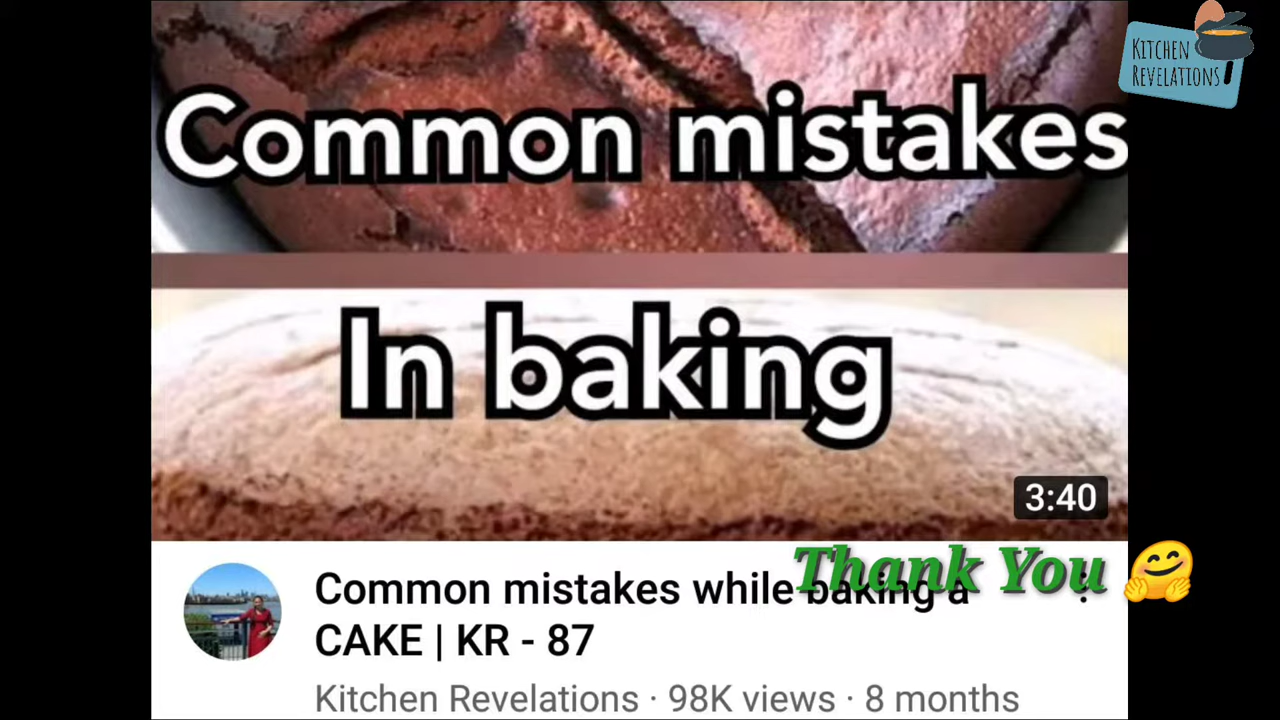 KITCHEN
REVELATIONS
Common mistakes
In baking
3:40
Thank You
Common mistakes while baking a
CAKE | KR - 87
Kitchen Revelations · 98K views · 8 months